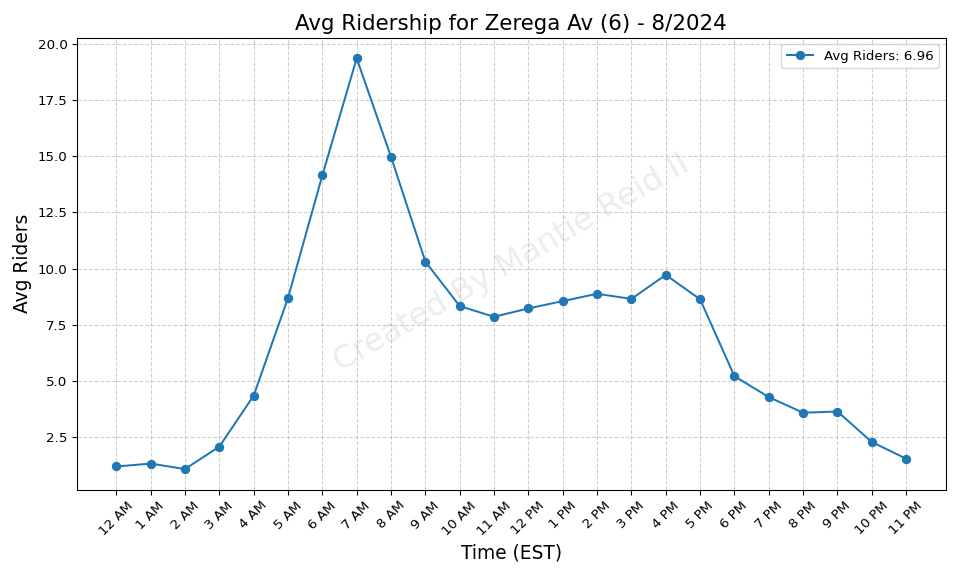 Avg Ridership for Zerega Av (6) - 8/2024
Avg Riders: 6.96
20.0
17.5
15.0
12.5
10.0
7.5
5.0
2.5
Avg Riders
Created By Mantie Reid II
12 AM
1 AM
2 AM
3 AM
4 AM
5 AM
6 AM
7 AM
8 AM
9 AM
10 AM
11 AM
12 PM
1 PM
2 PM
3 PM
4 PM
5 PM
6 PM
7 PM
8 PM
9 PM
10 PM
11 PM
Time (EST)